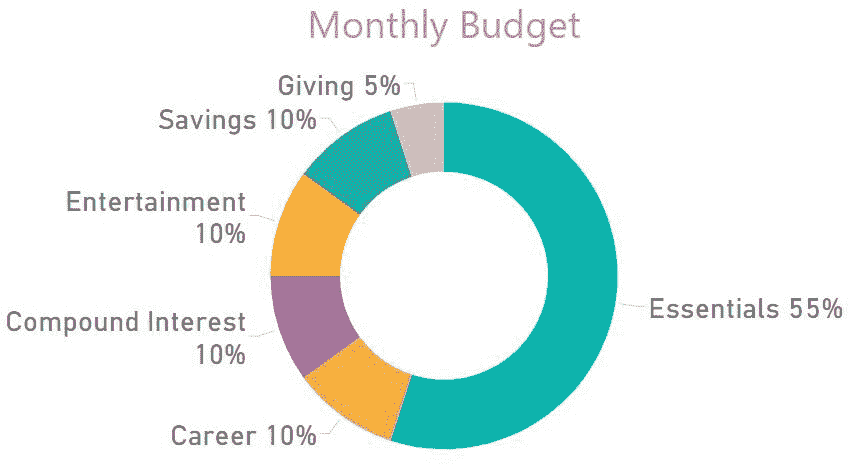 Monthly Budget
Giving 5%
Savings 10%
Entertainment
10%
Compound Interest
10%
Career 10%
Essentials 55%